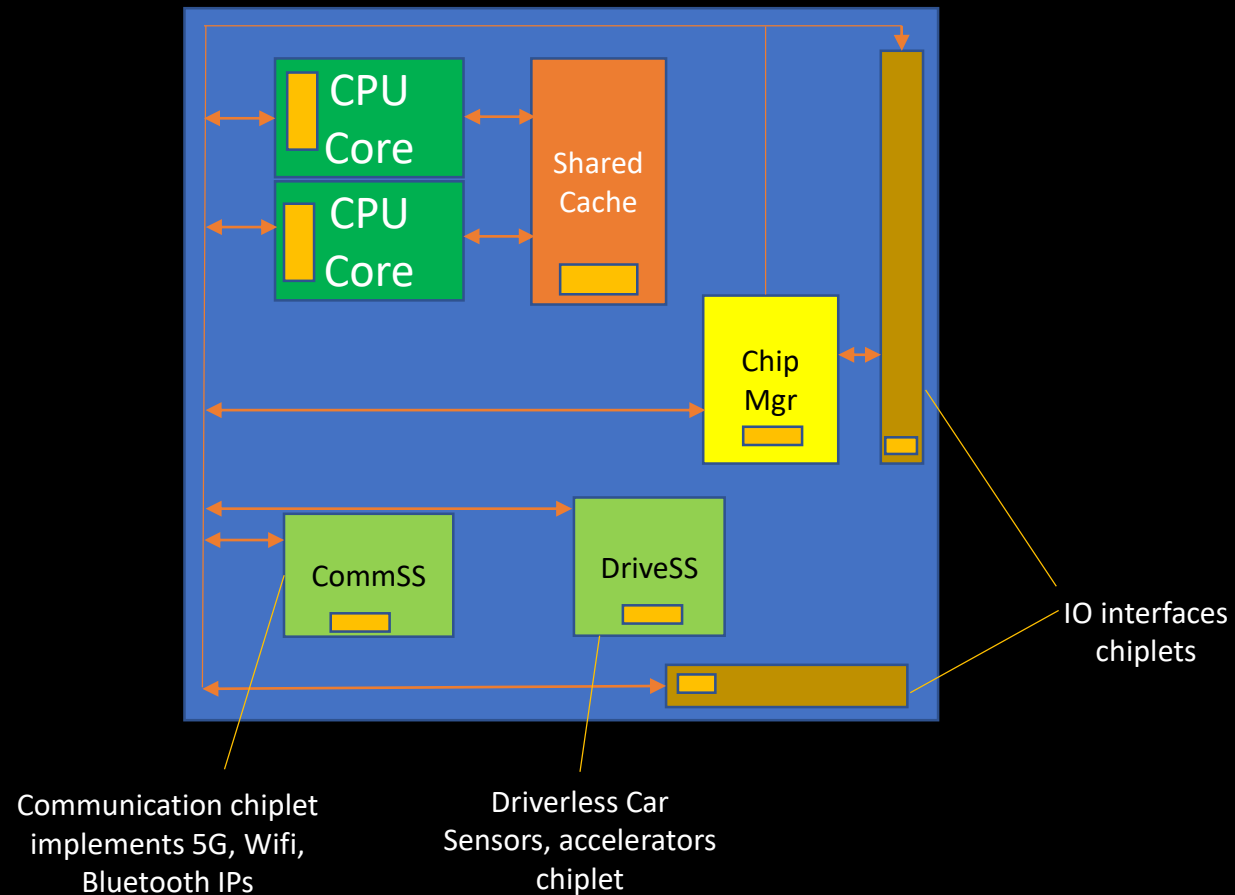 CPU
Core
CPU
Core
Shared
Cache
Chip
Mgr
CommSS
DriveSS
IO interfaces
chiplets
Communication chiplet
implements 5G, Wifi,
Bluetooth IPs
Driverless Car
Sensors, accelerators
chiplet